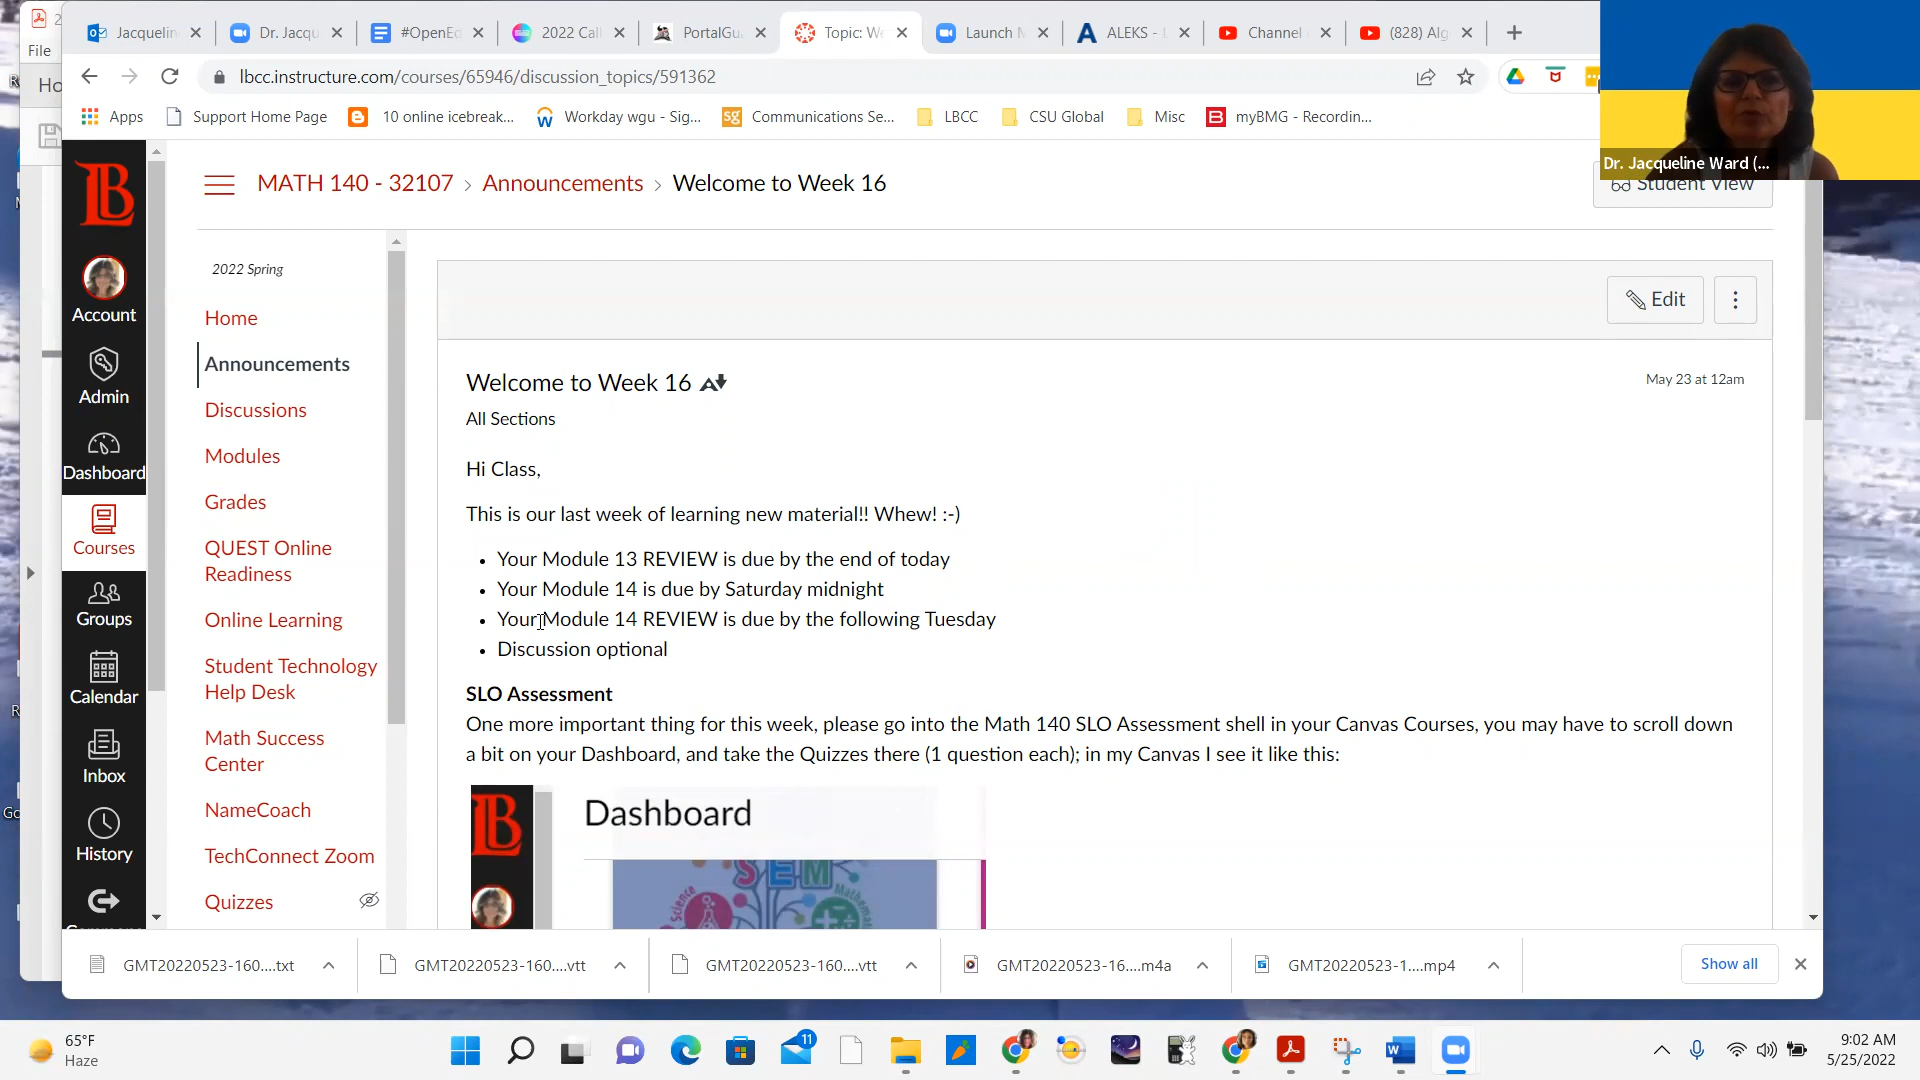 2
File
Ho
Jacquelin
Dr. Jacqu
#OpenEd
2022 Call
PortalGu
Topic: We
Launch M
ALEKS -
Channel
(828) Alg
lbcc.instructure.com/courses/65946/discussion_topics/591362
Apps
Support Home Page
10 online icebreak...
Workday wgu - Sig...
Communications Se...
LBCC
CSU Global
Misc
myBMG - Recordin...
Dr. Jacqueline Ward (...
LB
MATH 140 - 32107 › Announcements › Welcome to Week 16
Student View
Account
Admin
Dashboard
Courses
Groups
Calendar
Inbox
History
2022 Spring
Home
Announcements
Discussions
Modules
Grades
QUEST Online
Readiness
Online Learning
Student Technology
Help Desk
Math Success
Center
NameCoach
TechConnect Zoom
Quizzes
Edit
Welcome to Week 16
May 23 at 12am
All Sections
Hi Class,
This is our last week of learning new material!! Whew! :-)
• Your Module 13 REVIEW is due by the end of today
• Your Module 14 is due by Saturday midnight
• Your Module 14 REVIEW is due by the following Tuesday
• Discussion optional
SLO Assessment
One more important thing for this week, please go into the Math 140 SLO Assessment shell in your Canvas Courses, you may have to scroll down
a bit on your Dashboard, and take the Quizzes there (1 question each); in my Canvas I see it like this:
LB
Dashboard
STEM
Science
GMT20220523-160....txt
GMT20220523-160....vtt
GMT20220523-160....vtt
GMT20220523-16....m4a
GMT20220523-1....mp4
Show all
65°F
Haze
11
9:02 AM
5/25/2022